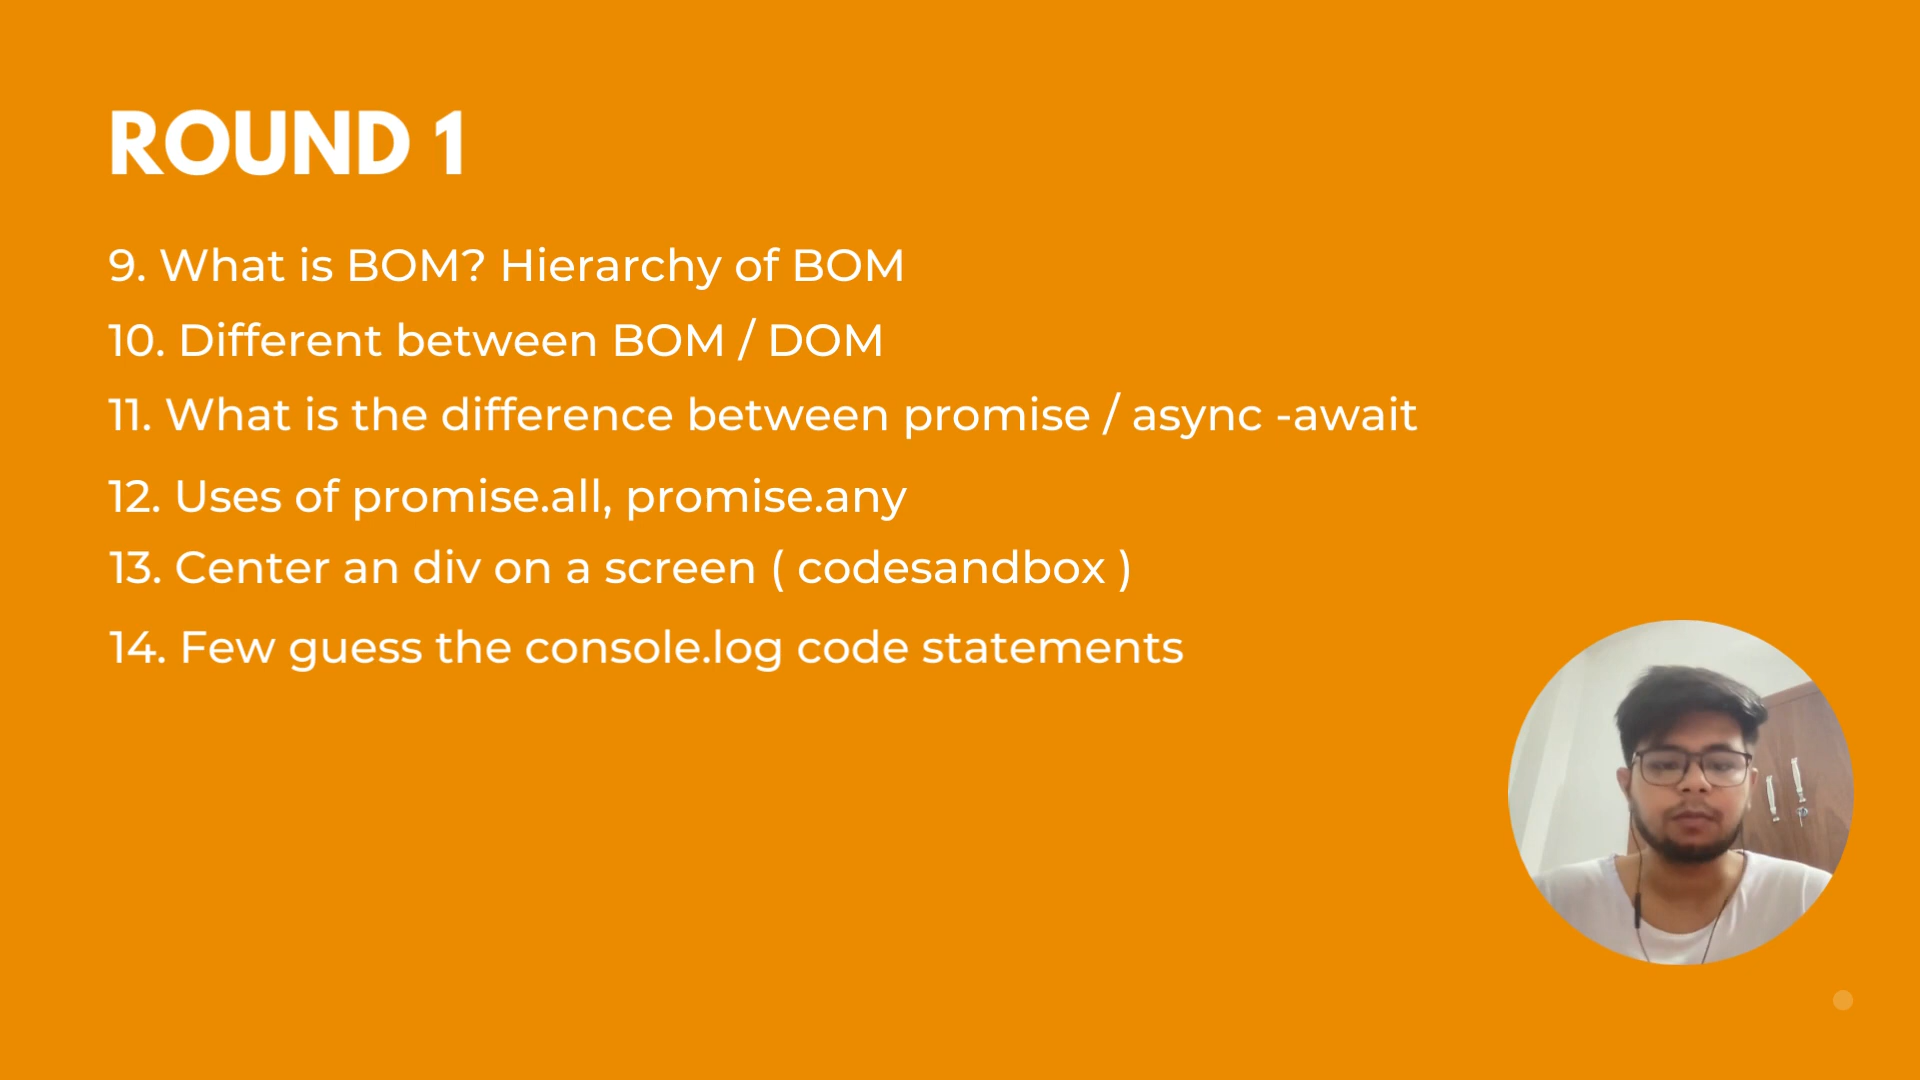 ROUND 1
9. What is BOM? Hierarchy of BOM
10. Different between BOM / DOM
11. What is the difference between promise / async -await
12. Uses of promise.all, promise.any
13. Center an div on a screen ( codesandbox )
14. Few guess the console.log code statements